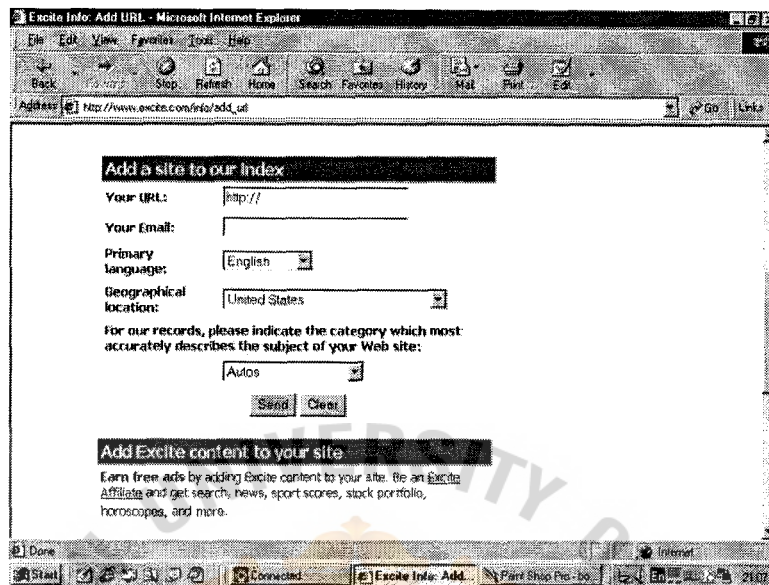 Excite Info: Add URL - Microsoft Internet Explorer
File Edit View Favorites Tools Help
Back Forward Stop Refresh Home Search Favorites History Mail Print Edit
Address http://www.excite.com/info/add_url Go Links
Add a site to our Index
Your URL: http://
Your Email:
Primary
language: English
Geographical
location: United States
For our records, please indicate the category which most
accurately describes the subject of your Web site:
Autos
Send Clear
Add Excite content to your site
Earn free ads by adding Excite content to your site. Be an Excite
Affiliate and get search, news, sport scores, stock portfolio,
horoscopes, and more.
UNIVERSITY O
Done Internet
Start Connected Excite Info: Add... Paint Shop Pro - bo...